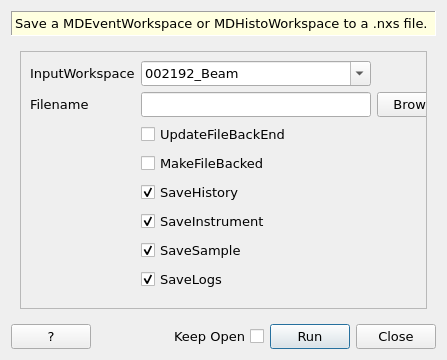 Save a MDEventWorkspace or MDHistoWorkspace to a .nxs file.
InputWorkspace 002192_Beam
Filename Brow
UpdateFileBackEnd
MakeFileBacked
SaveHistory
SaveInstrument
SaveSample
SaveLogs
? Keep Open Run Close